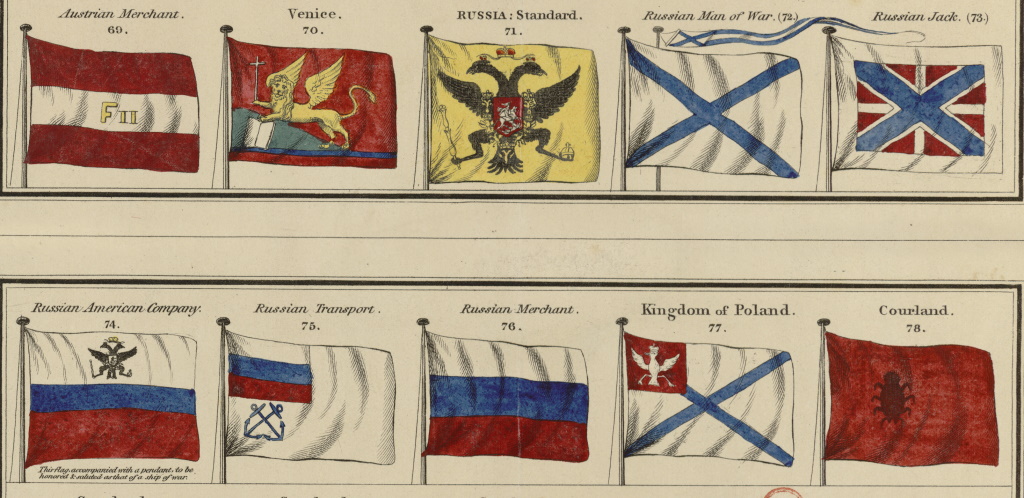 Austrian Merchant.
69.
Venice.
70.
RUSSIA: Standard.
71.
Russian Man of War. (72.)
Russian Jack. (73.)
F II
Russian American Company.
74.
Russian Transport.
75.
Russian Merchant.
76.
Kingdom of Poland.
77.
Courland.
78.
This flag, accompanied with a pendant, to be
honored & saluted as that of a ship of war.